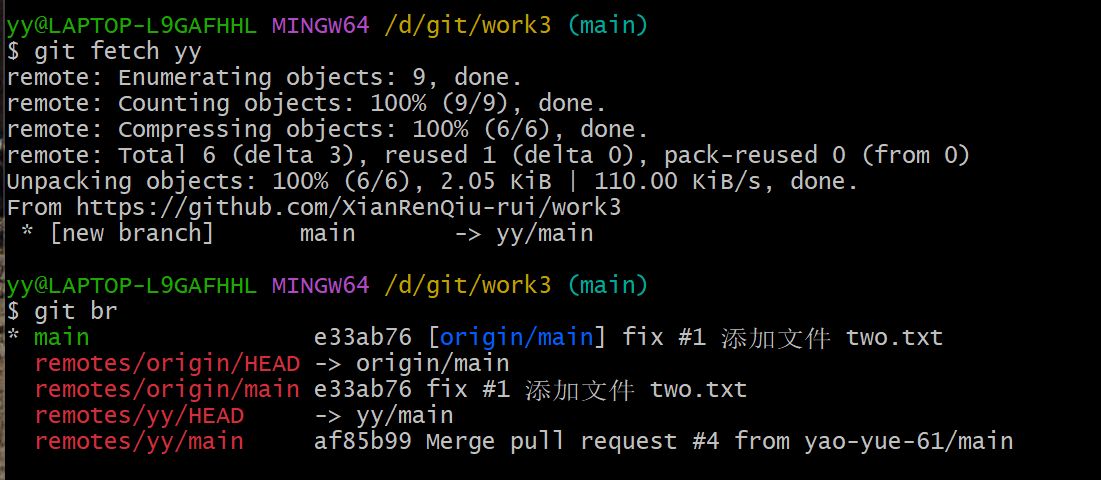 yy@LAPTOP-L9GAFHHL MINGW64 /d/git/work3 (main)
$ git fetch yy
remote: Enumerating objects: 9, done.
remote: Counting objects: 100% (9/9), done.
remote: Compressing objects: 100% (6/6), done.
remote: Total 6 (delta 3), reused 1 (delta 0), pack-reused 0 (from 0)
Unpacking objects: 100% (6/6), 2.05 KiB | 110.00 KiB/s, done.
From https://github.com/XianRenQiu-rui/work3
 * [new branch]      main       -> yy/main
yy@LAPTOP-L9GAFHHL MINGW64 /d/git/work3 (main)
$ git br
* main                e33ab76 [origin/main] fix #1 添加文件 two.txt
  remotes/origin/HEAD -> origin/main
  remotes/origin/main e33ab76 fix #1 添加文件 two.txt
  remotes/yy/HEAD     -> yy/main
  remotes/yy/main     af85b99 Merge pull request #4 from yao-yue-61/main